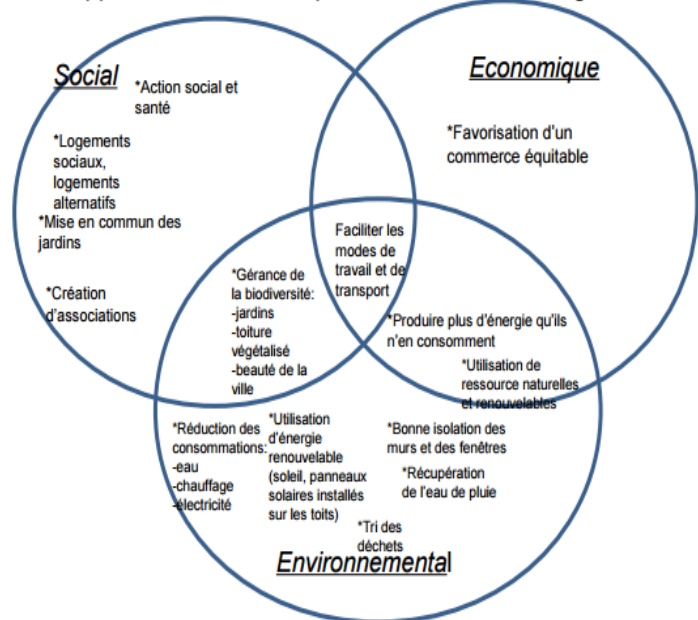 Social
*Action social et
santé
*Logements
sociaux,
logements
alternatifs
*Mise en commun des
jardins
*Création
d'associations
Economique
*Favorisation d'un
commerce équitable
Faciliter les
modes de
travail et de
transport
*Gérance de
la biodiversité:
-jardins
-toiture
végétalisé
-beauté de la
ville
*Produire plus d'énergie qu'ils
n'en consomment
*Utilisation de
ressource naturelles
et renouvelables
*Réduction des
consommations:
-eau
-chauffage
-électricité
*Utilisation
d'énergie
renouvelable
(soleil, panneaux
solaires installés
sur les toits)
*Bonne isolation des
murs et des fenêtres
*Récupération
de l'eau de pluie
*Tri des
déchets
Environnemental